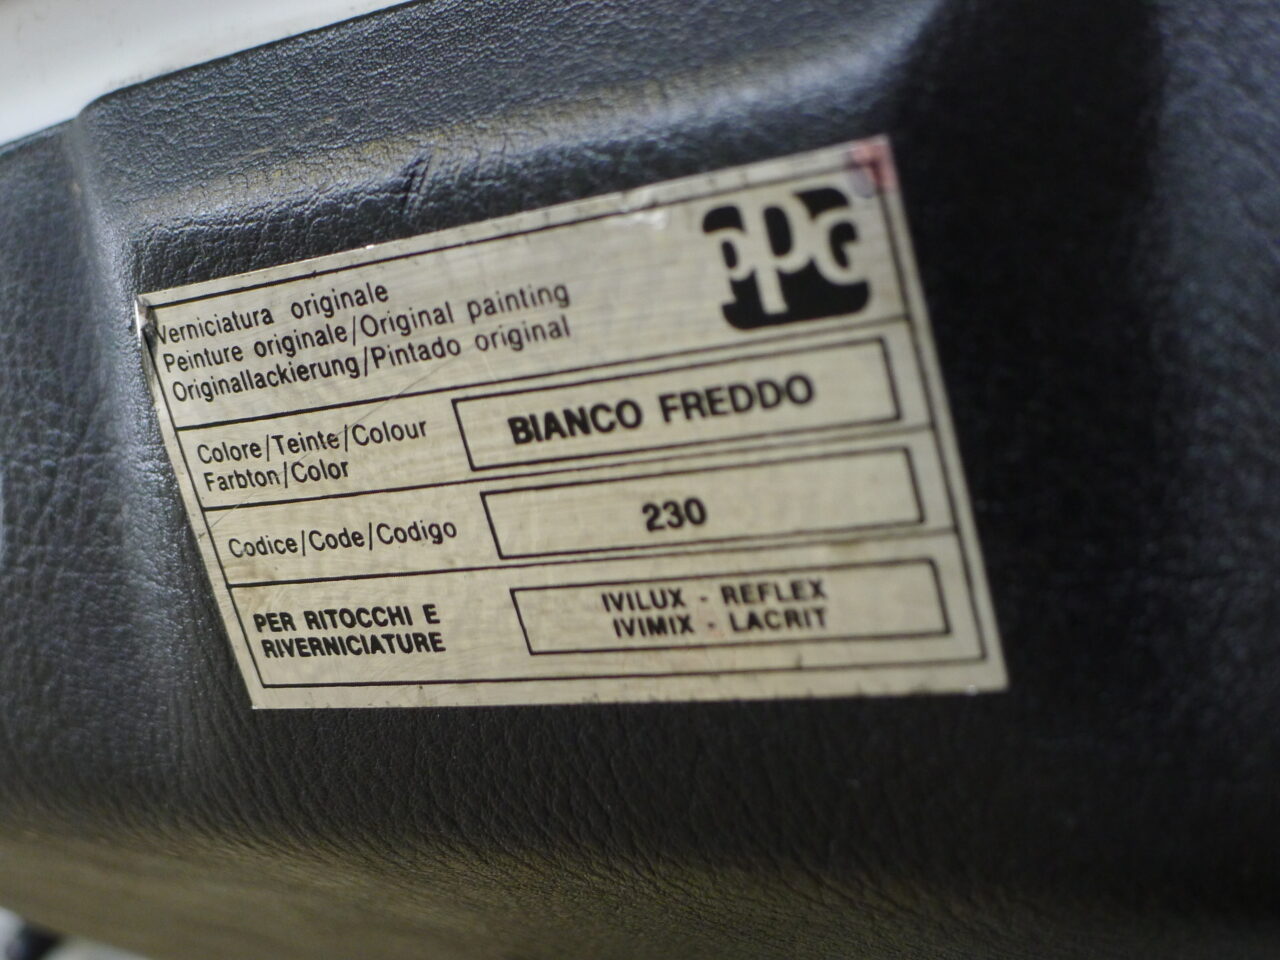 Verniciatura originale
Peinture originale/Original painting
Originallackierung/Pintado original
PPG
Colore/Teinte/Colour
Farbton/Color
BIANCO FREDDO
Codice/Code/Codigo
230
PER RITOCCHI E
RIVERNICIATURE
IVILUX - REFLEX
IVIMIX - LACRIT